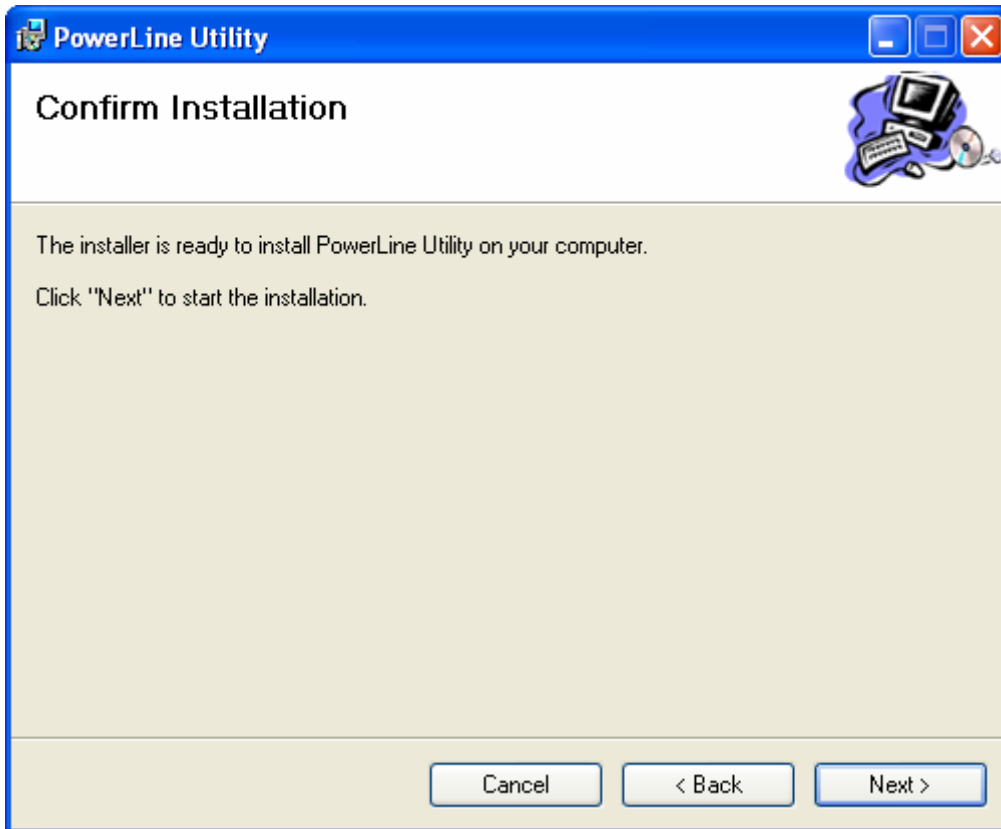 PowerLine Utility
Confirm Installation
The installer is ready to install PowerLine Utility on your computer.
Click "Next" to start the installation.
Cancel
< Back
Next >